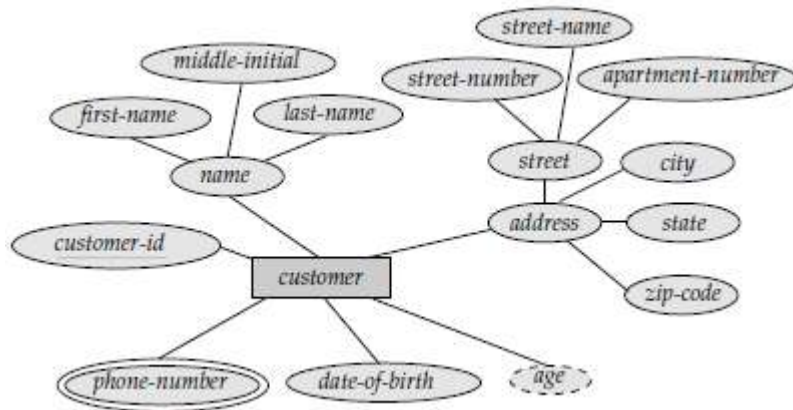 street-name
middle-initial
street-number
apartment-number
first-name
last-name
street
city
name
address
state
customer-id
customer
zip-code
phone-number
date-of-birth
age